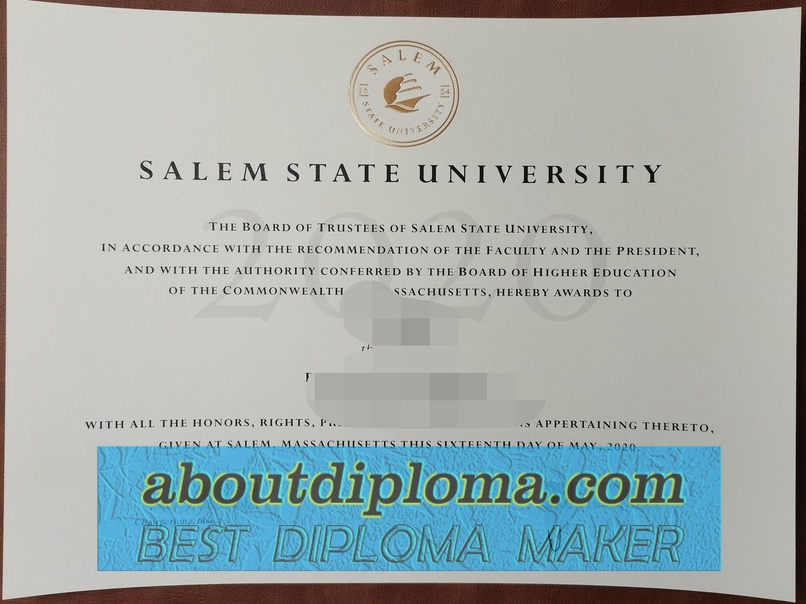 SALEM
18 54
STATE UNIVERSITY
SALEM STATE UNIVERSITY
2020
THE BOARD OF TRUSTEES OF SALEM STATE UNIVERSITY,
IN ACCORDANCE WITH THE RECOMMENDATION OF THE FACULTY AND THE PRESIDENT,
AND WITH THE AUTHORITY CONFERRED BY THE BOARD OF HIGHER EDUCATION
OF THE COMMONWEALTH SSACHUSETTS, HEREBY AWARDS TO
WITH ALL THE HONORS, RIGHTS, APPERTAINING THERETO,
GIVEN AT SALEM, MASSACHUSETTS THIS SIXTEENTH DAY OF MAY, 2020.
aboutdiploma.com
BEST DIPLOMA MAKER